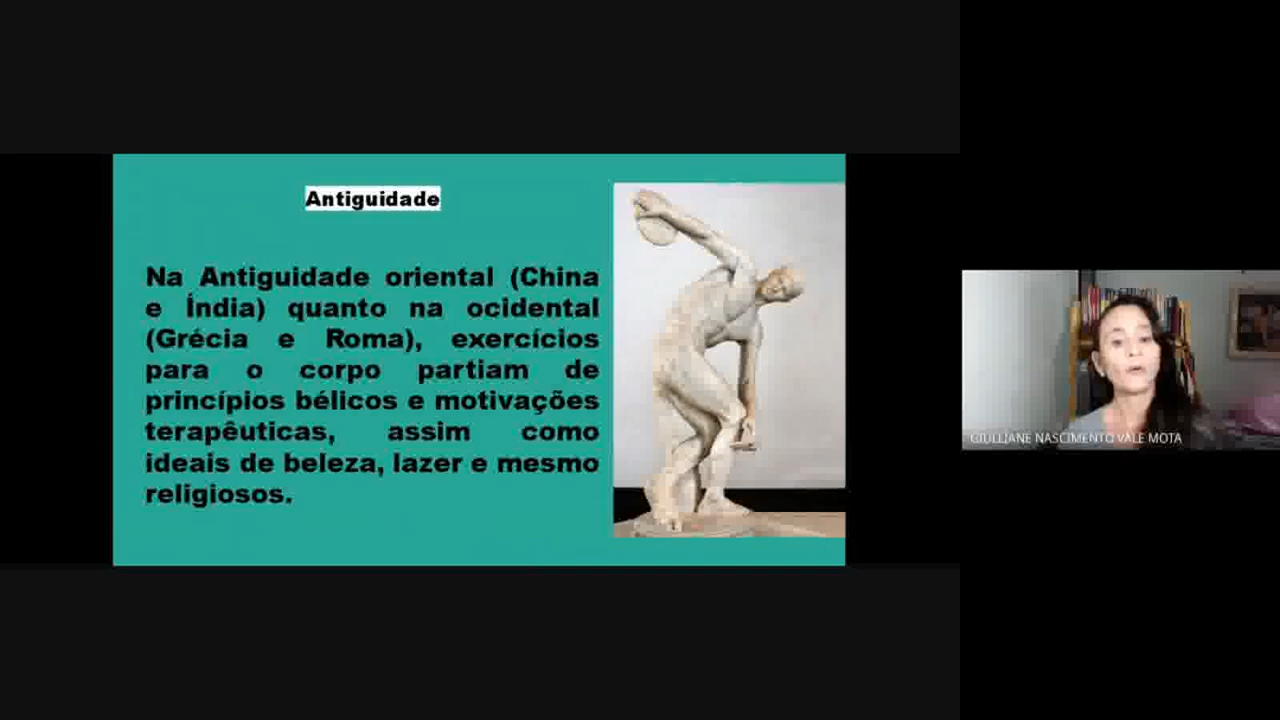 Antiguidade
Na Antiguidade oriental (China
e Índia) quanto na ocidental
(Grécia e Roma), exercícios
para o corpo partiam de
princípios bélicos e motivações
terapêuticas, assim como
ideais de beleza, lazer e mesmo
religiosos.
GIULLIANE NASCIMENTO VALE MOTA